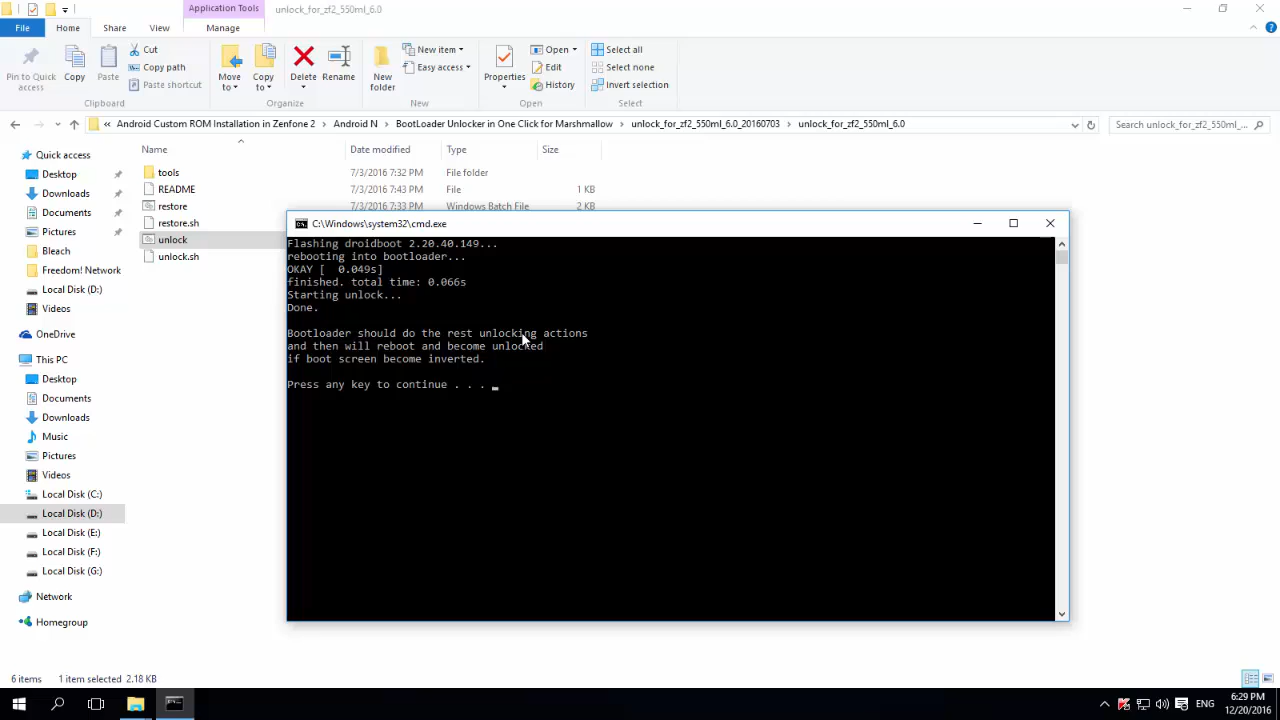 Application Tools
unlock_for_zf2_550ml_6.0
File
Home
Share
View
Manage
Pin to Quick access
Copy
Paste
Cut
Copy path
Paste shortcut
Clipboard
Move to
Copy to
Delete
Rename
Organize
New folder
New item
Easy access
New
Properties
Open
Edit
History
Open
Select all
Select none
Invert selection
Select
« Android Custom ROM Installation in Zenfone 2 > Android N > BootLoader Unlocker in One Click for Marshmallow > unlock_for_zf2_550ml_6.0_20160703 > unlock_for_zf2_550ml_6.0
Search unlock_for_zf2_550ml_...
Name Date modified Type Size
Quick access
Desktop
Downloads
Documents
Pictures
Bleach
Freedom! Network
Local Disk (D:)
Videos
OneDrive
This PC
Desktop
Documents
Downloads
Music
Pictures
Videos
Local Disk (C:)
Local Disk (D:)
Local Disk (E:)
Local Disk (F:)
Local Disk (G:)
Network
Homegroup
tools 7/3/2016 7:32 PM File folder
README 7/3/2016 7:43 PM File 1 KB
restore 7/3/2016 7:33 PM Windows Batch File 2 KB
restore.sh
unlock
unlock.sh
C:\Windows\system32\cmd.exe
Flashing droidboot 2.20.40.149...
rebooting into bootloader...
OKAY [  0.049s]
finished. total time: 0.066s
Starting unlock...
Done.
Bootloader should do the rest unlocking actions
and then will reboot and become unlocked
if boot screen become inverted.
Press any key to continue . . . _
6 items 1 item selected 2.18 KB
ENG
6:29 PM
12/20/2016